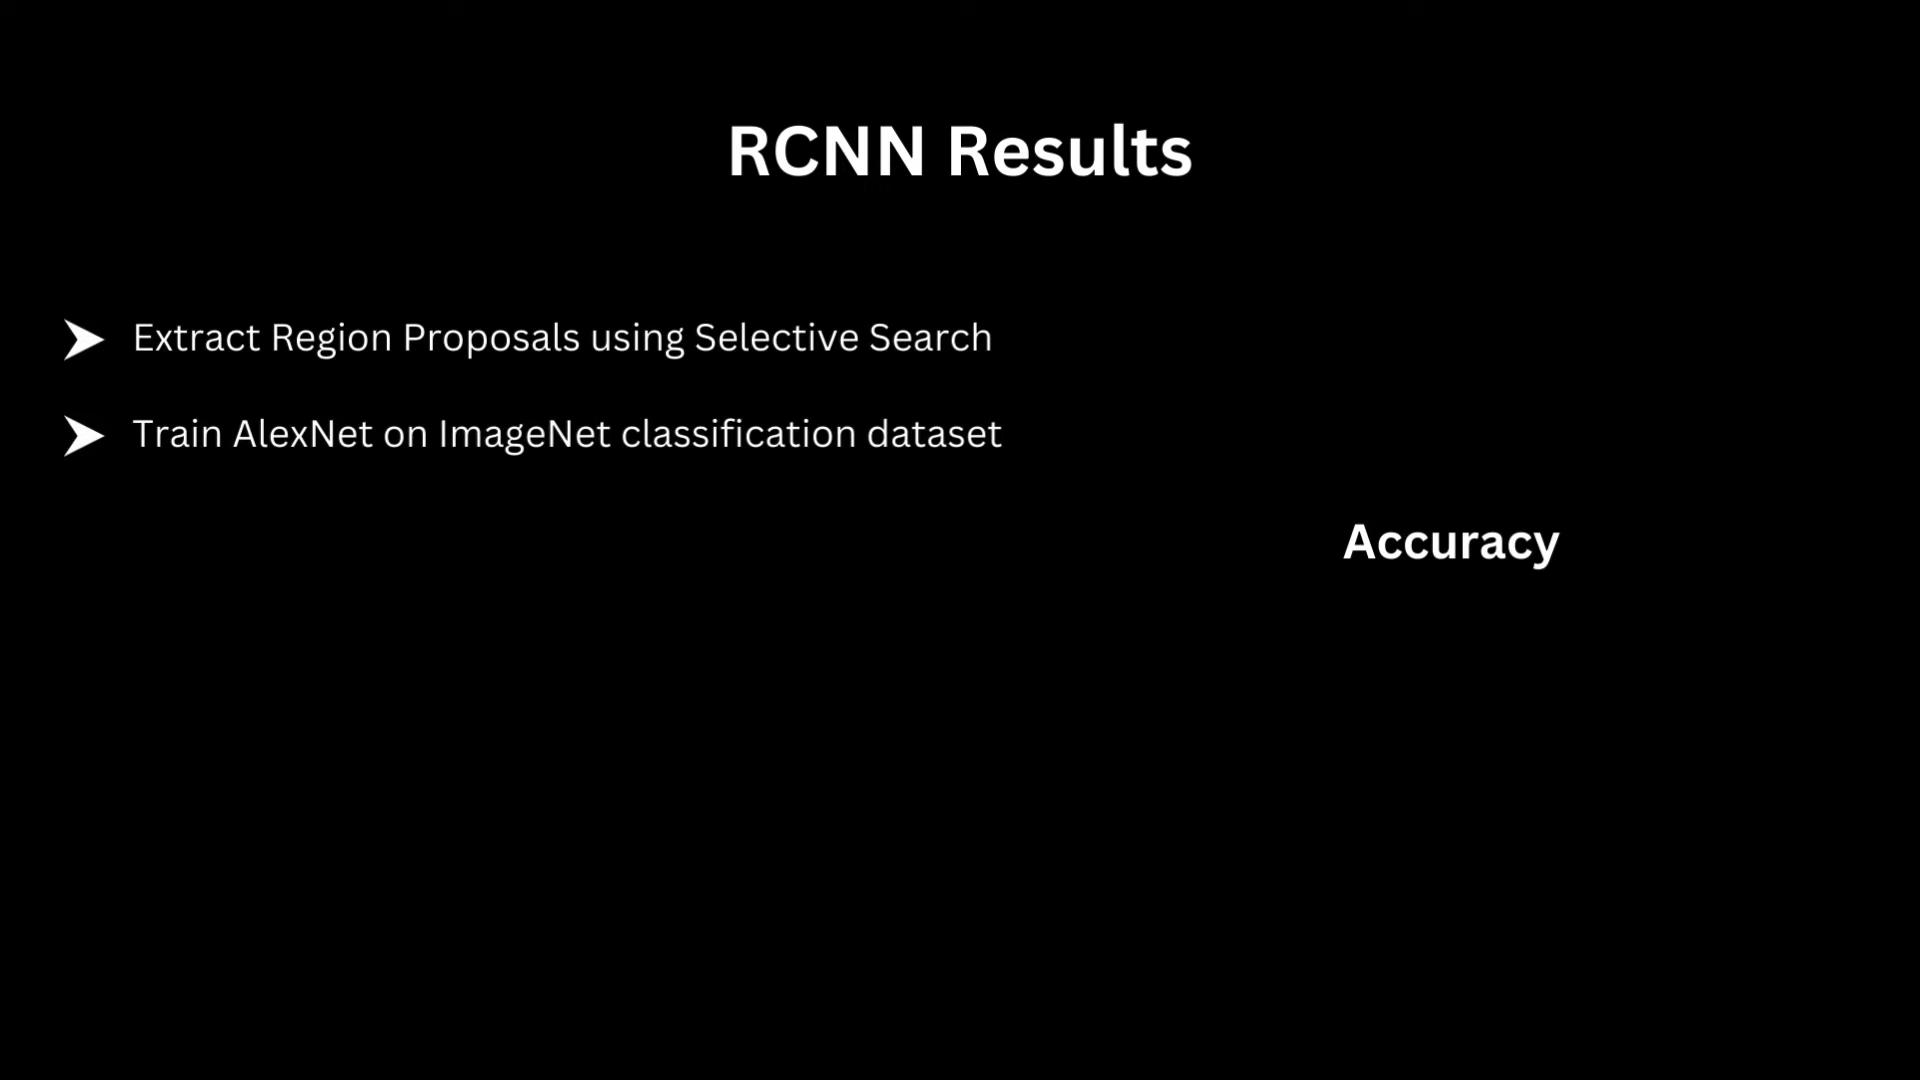 RCNN Results
Extract Region Proposals using Selective Search
Train AlexNet on ImageNet classification dataset
Accuracy